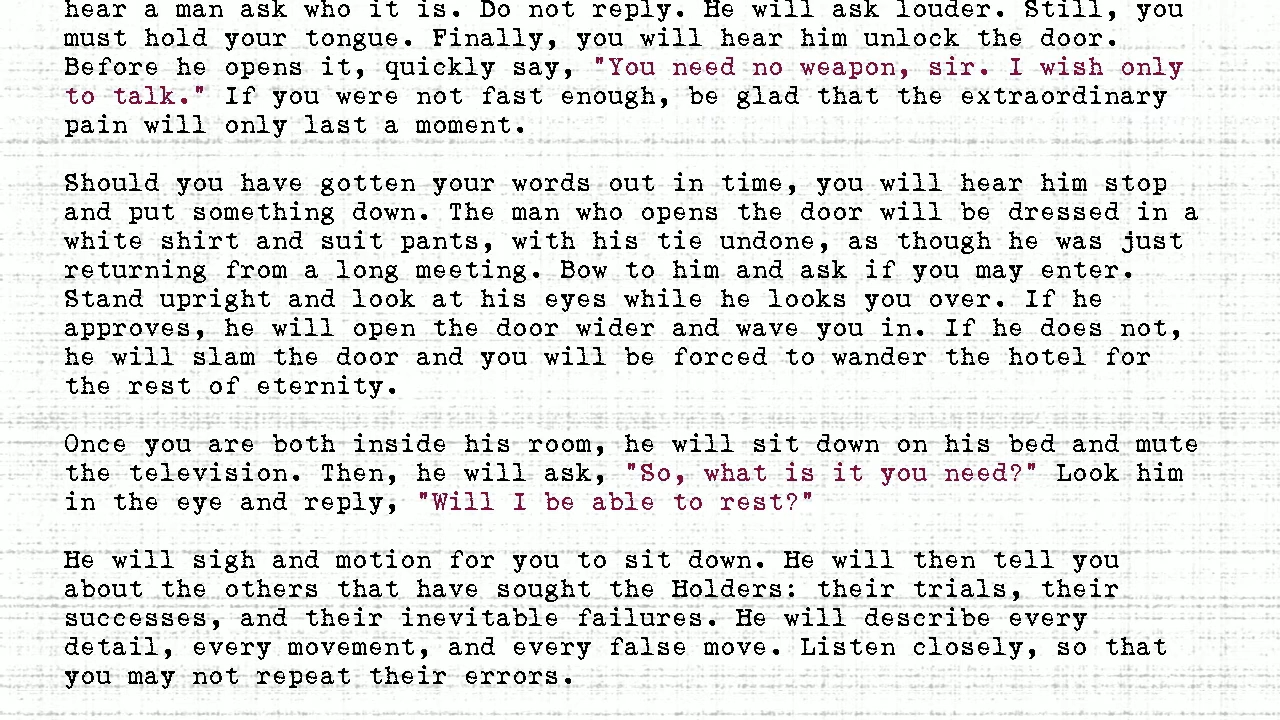 hear a man ask who it is. Do not reply. He will ask louder. Still, you
must hold your tongue. Finally, you will hear him unlock the door.
Before he opens it, quickly say, "You need no weapon, sir. I wish only
to talk." If you were not fast enough, be glad that the extraordinary
pain will only last a moment.
Should you have gotten your words out in time, you will hear him stop
and put something down. The man who opens the door will be dressed in a
white shirt and suit pants, with his tie undone, as though he was just
returning from a long meeting. Bow to him and ask if you may enter.
Stand upright and look at his eyes while he looks you over. If he
approves, he will open the door wider and wave you in. If he does not,
he will slam the door and you will be forced to wander the hotel for
the rest of eternity.
Once you are both inside his room, he will sit down on his bed and mute
the television. Then, he will ask, "So, what is it you need?" Look him
in the eye and reply, "Will I be able to rest?"
He will sigh and motion for you to sit down. He will then tell you
about the others that have sought the Holders: their trials, their
successes, and their inevitable failures. He will describe every
detail, every movement, and every false move. Listen closely, so that
you may not repeat their errors.